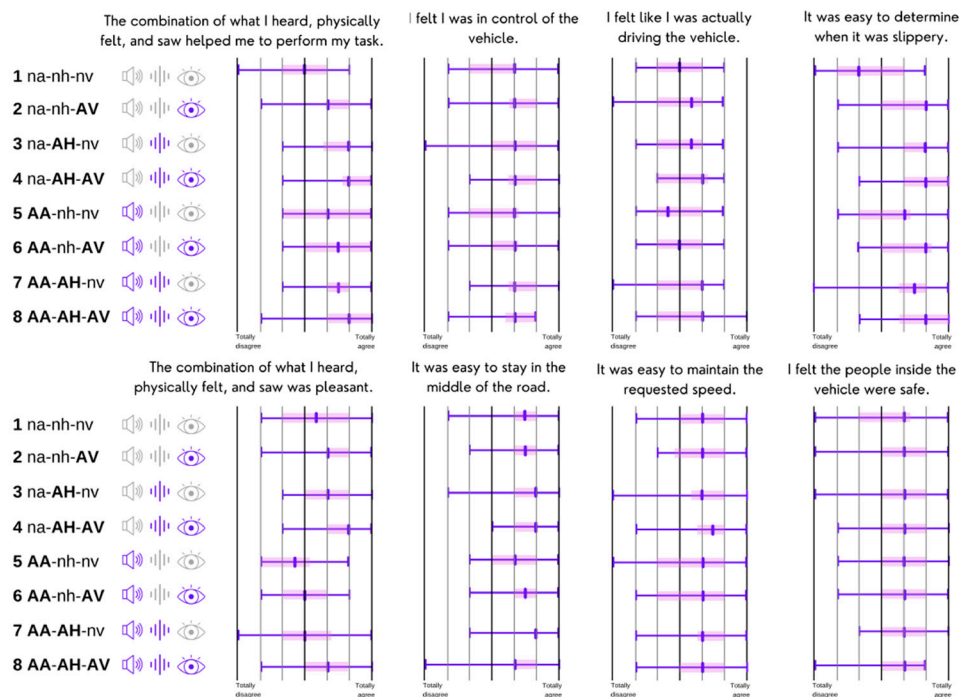 The combination of what I heard, physically
felt, and saw helped me to perform my task.
I felt I was in control of the
vehicle.
I felt like I was actually
driving the vehicle.
It was easy to determine
when it was slippery.
1 na-nh-nv
2 na-nh-AV
3 na-AH-nv
4 na-AH-AV
5 AA-nh-nv
6 AA-nh-AV
7 AA-AH-nv
8 AA-AH-AV
Totally
disagree
Totally
agree
Totally
disagree
Totally
agree
Totally
disagree
Totally
agree
Totally
disagree
Totally
agree
The combination of what I heard,
physically felt, and saw was pleasant.
It was easy to stay in the
middle of the road.
It was easy to maintain the
requested speed.
I felt the people inside the
vehicle were safe.
1 na-nh-nv
2 na-nh-AV
3 na-AH-nv
4 na-AH-AV
5 AA-nh-nv
6 AA-nh-AV
7 AA-AH-nv
8 AA-AH-AV
Totally
disagree
Totally
agree
Totally
disagree
Totally
agree
Totally
disagree
Totally
agree
Totally
disagree
Totally
agree